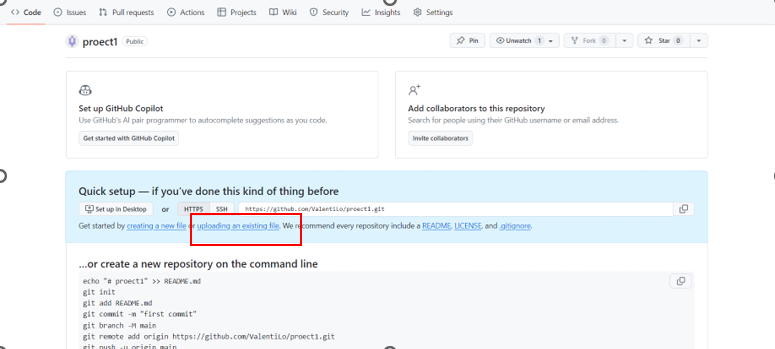 Code Issues Pull requests Actions Projects Wiki Security Insights Settings
proect1 Public Pin Unwatch 1 Fork 0 Star 0
Set up GitHub Copilot
Use GitHub's AI pair programmer to autocomplete suggestions as you code.
Get started with GitHub Copilot
Add collaborators to this repository
Search for people using their GitHub username or email address.
Invite collaborators
Quick setup — if you've done this kind of thing before
Set up in Desktop or HTTPS SSH https://github.com/ValentiLo/proect1.git
Get started by creating a new file or uploading an existing file. We recommend every repository include a README, LICENSE, and .gitignore.
...or create a new repository on the command line
echo "# proect1" >> README.md
git init
git add README.md
git commit -m "first commit"
git branch -M main
git remote add origin https://github.com/ValentiLo/proect1.git
git push -u origin main